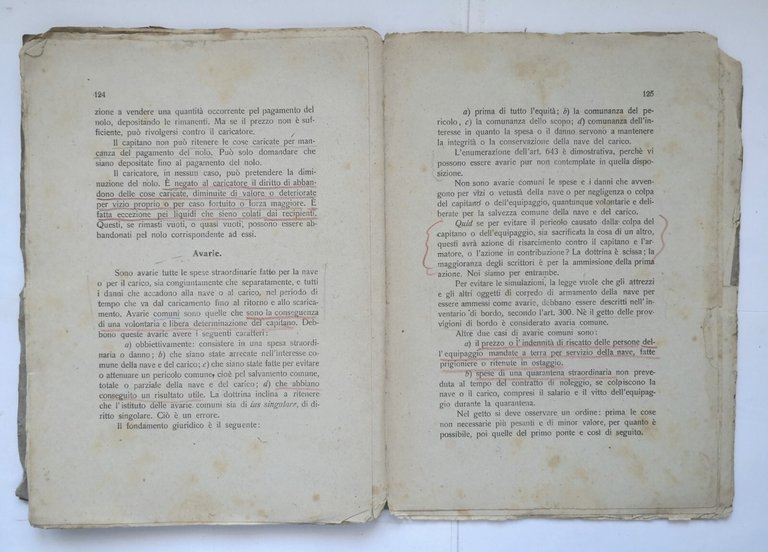 124
zione a vendere una quantità occorrente pel pagamento del
nolo, depositando le rimanenti. Ma se il prezzo non è suf-
ficiente, può rivolgersi contro il caricatore.
Il capitano non può ritenere le cose caricate per man-
canza del pagamento del nolo. Può solo domandare che
siano depositate fino al pagamento del nolo.
Il caricatore, in nessun caso, può pretendere la dimi-
nuzione del nolo. È negato al caricatore il diritto di abban-
dono delle cose caricate, diminuite di valore o deteriorate
per vizio proprio o per caso fortuito o forza maggiore. È
fatta eccezione pei liquidi che sieno colati dai recipienti.
Questi, se rimasti vuoti, o quasi vuoti, possono essere ab-
bandonati pel nolo corrispondente ad essi.
Avarie.
Sono avarie tutte le spese straordinarie fatte per la nave
o per il carico, sia congiuntamente che separatamente, e tutti
i danni che accadono alla nave o al carico, nel periodo di
tempo che va dal caricamento fino al ritorno e allo scarica-
mento. Avarie comuni sono quelle che sono la conseguenza
di una volontaria e libera determinazione del capitano. Deb-
bono queste avarie avere i seguenti caratteri:
a) obbiettivamente: consistere in una spesa straordi-
naria o danno; b) che siano state arrecate nell'interesse co-
mune della nave e del carico; c) che siano state fatte per evitare
o attenuare un pericolo comune, cioè pel salvamento comune,
totale o parziale della nave e del carico; d) che abbiano
conseguito un risultato utile. La dottrina inclina a ritenere
che l'istituto delle avarie comuni sia di ius singolare, di di-
ritto singolare. Ciò è un errore.
Il fondamento giuridico è il seguente:
125
a) prima di tutto l'equità; b) la comunanza del pe-
ricolo, c) la comunanza dello scopo; d) comunanza dell'in-
teresse in quanto la spesa o il danno servono a mantenere
la integrità o la conservazione della nave del carico.
L'enumerazione dell'art. 643 è dimostrativa, perchè vi
possono essere avarie pur non contemplate in quella dispo-
sizione.
Non sono avarie comuni le spese e i danni che avven-
gono per vizi o vetustà della nave o per negligenza o colpo
del capitano o dell'equipaggio, quantunque volontarie e deli-
berate per la salvezza comune della nave e del carico.
Quid se per evitare il pericolo causato dalla colpa del
capitano o dell'equipaggio, sia sacrificata la cosa di un altro,
questi avrà azione di risarcimento contro il capitano e l'ar-
matore, o l'azione in contribuzione? La dottrina è scissa; la
maggioranza degli scrittori è per la ammissione della prima
azione. Noi siamo per entrambe.
Per evitare le simulazioni, la legge vuole che gli attrezzi
e gli altri oggetti di corredo di armamento della nave per
essere ammessi come avarie, debbano essere descritti nell'in-
ventario di bordo, secondo l'art. 300. Nè il getto delle prov-
vigioni di bordo è considerato avaria comune.
Altre due casi di avarie comuni sono:
a) il prezzo o l'indennità di riscatto delle persone del-
l'equipaggio mandate a terra per servizio della nave, fatte
prigioniere o ritenute in ostaggio.
b) spese di una quarantena straordinaria non preve-
duta al tempo del contratto di noleggio, se colpiscono la
nave o il carico, compresi il salario e il vitto dell'equipag-
gio durante la quarantena.
Nel getto si deve osservare un ordine: prima le cose
non necessarie più pesanti e di minor valore, per quanto è
possibile, poi quelle del primo ponte e così di seguito.